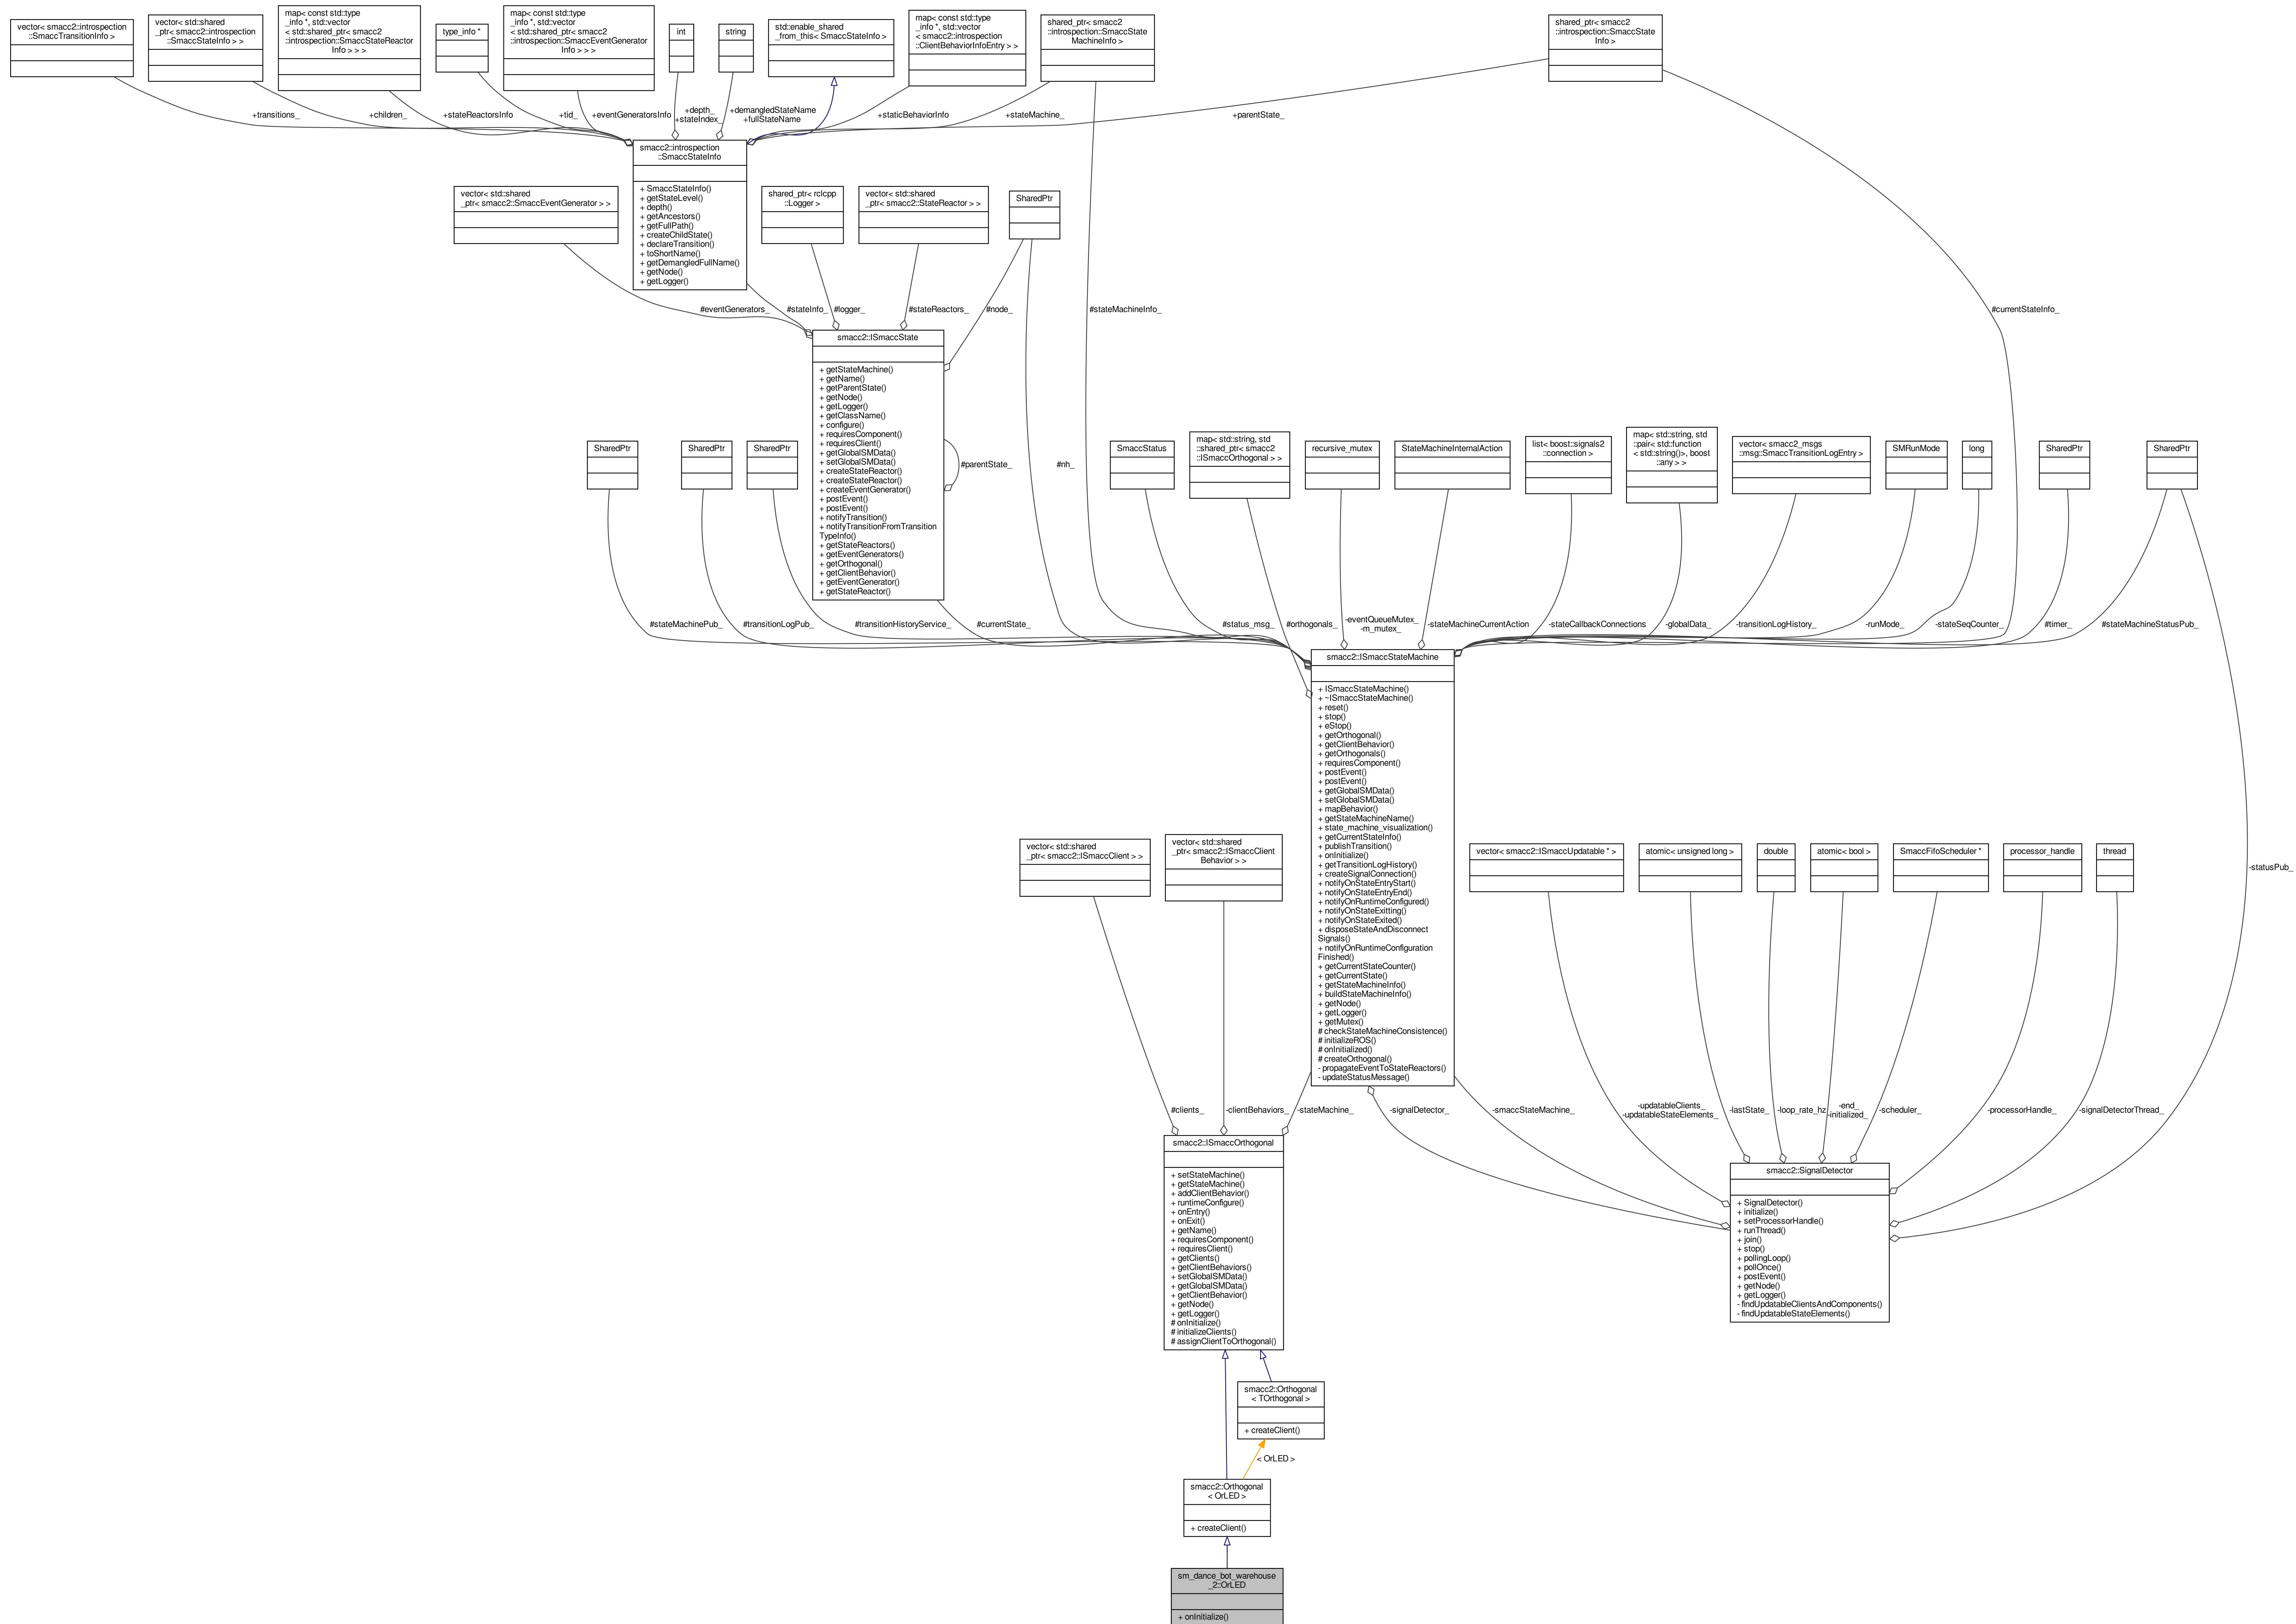 vector< smacc2::introspection
::SmaccTransitionInfo >
vector< std::shared
_ptr< smacc2::introspection
::SmaccStateInfo > >
map< const std::type
_info *, std::vector
< std::shared_ptr< smacc2
::introspection::SmaccStateReactor
Info > > >
type_info *
map< const std::type
_info *, std::vector
< std::shared_ptr< smacc2
::introspection::SmaccEventGenerator
Info > > >
int
string
std::enable_shared
_from_this< SmaccStateInfo >
map< const std::type
_info *, std::vector
< smacc2::introspection
::ClientBehaviorInfoEntry > >
shared_ptr< smacc2
::introspection::SmaccState
MachineInfo >
shared_ptr< smacc2
::introspection::SmaccState
Info >
+transitions_
+children_
+stateReactorsInfo
+tid_
+eventGeneratorsInfo
+depth_
+stateIndex_
+demangledStateName
+fullStateName
+staticBehaviorInfo
+stateMachine_
+parentState_
smacc2::introspection
::SmaccStateInfo
+ SmaccStateInfo()
+ getStateLevel()
+ depth()
+ getAncestors()
+ getFullPath()
+ createChildState()
+ declareTransition()
+ toShortName()
+ getDemangledFullName()
+ getNode()
+ getLogger()
vector< std::shared
_ptr< smacc2::SmaccEventGenerator > >
shared_ptr< rclcpp
::Logger >
vector< std::shared
_ptr< smacc2::StateReactor > >
SharedPtr
#eventGenerators_
#stateInfo_
#logger_
#stateReactors_
#node_
#stateMachineInfo_
#currentStateInfo_
smacc2::ISmaccState
+ getStateMachine()
+ getName()
+ getParentState()
+ getNode()
+ getLogger()
+ getClassName()
+ configure()
+ requiresComponent()
+ requiresClient()
+ getGlobalSMData()
+ setGlobalSMData()
+ createStateReactor()
+ createStateReactor()
+ createEventGenerator()
+ postEvent()
+ postEvent()
+ notifyTransition()
+ notifyTransitionFromTransition
TypeInfo()
+ getStateReactors()
+ getEventGenerators()
+ getOrthogonal()
+ getClientBehavior()
+ getEventGenerator()
+ getStateReactor()
#parentState_
#nh_
SharedPtr
SharedPtr
SharedPtr
SmaccStatus
map< std::string, std
::shared_ptr< smacc2
::ISmaccOrthogonal > >
recursive_mutex
StateMachineInternalAction
list< boost::signals2
::connection >
map< std::string, std
::pair< std::function
< std::string()>, boost
::any > >
vector< smacc2_msgs
::msg::SmaccTransitionLogEntry >
SMRunMode
long
SharedPtr
SharedPtr
#stateMachinePub_
#transitionLogPub_
#transitionHistoryService_
#currentState_
#status_msg_
#orthogonals_
-eventQueueMutex_
-m_mutex_
-stateMachineCurrentAction
-stateCallbackConnections
-globalData_
-transitionLogHistory_
-runMode_
-stateSeqCounter_
#timer_
#stateMachineStatusPub_
smacc2::ISmaccStateMachine
+ ISmaccStateMachine()
+ ~ISmaccStateMachine()
+ reset()
+ stop()
+ eStop()
+ getOrthogonal()
+ getClientBehavior()
+ getOrthogonals()
+ requiresComponent()
+ postEvent()
+ postEvent()
+ getGlobalSMData()
+ setGlobalSMData()
+ mapBehavior()
+ getStateMachineName()
+ state_machine_visualization()
+ getCurrentStateInfo()
+ publishTransition()
+ onInitialize()
+ getTransitionLogHistory()
+ createSignalConnection()
+ notifyOnStateEntryStart()
+ notifyOnStateEntryEnd()
+ notifyOnRuntimeConfigured()
+ notifyOnStateExitting()
+ notifyOnStateExited()
+ disposeStateAndDisconnect
Signals()
+ notifyOnRuntimeConfiguration
Finished()
+ getCurrentStateCounter()
+ getCurrentState()
+ getStateMachineInfo()
+ buildStateMachineInfo()
+ getNode()
+ getLogger()
+ getMutex()
# checkStateMachineConsistence()
# initializeROS()
# onInitialized()
# createOrthogonal()
- propagateEventToStateReactors()
- updateStatusMessage()
vector< std::shared
_ptr< smacc2::ISmaccClient > >
vector< std::shared
_ptr< smacc2::ISmaccClient
Behavior > >
vector< smacc2::ISmaccUpdatable * >
atomic< unsigned long >
double
atomic< bool >
SmaccFifoScheduler *
processor_handle
thread
-statusPub_
#clients_
-clientBehaviors_
-stateMachine_
-signalDetector_
-smaccStateMachine_
-updatableClients_
-updatableStateElements_
-lastState_
-loop_rate_hz
-end_
-initialized_
-scheduler_
-processorHandle_
-signalDetectorThread_
smacc2::ISmaccOrthogonal
+ setStateMachine()
+ getStateMachine()
+ addClientBehavior()
+ runtimeConfigure()
+ onEntry()
+ onExit()
+ getName()
+ requiresComponent()
+ requiresClient()
+ getClients()
+ getClientBehaviors()
+ setGlobalSMData()
+ getGlobalSMData()
+ getClientBehavior()
+ getNode()
+ getLogger()
# onInitialize()
# initializeClients()
# assignClientToOrthogonal()
smacc2::SignalDetector
+ SignalDetector()
+ initialize()
+ setProcessorHandle()
+ runThread()
+ join()
+ stop()
+ pollingLoop()
+ pollOnce()
+ postEvent()
+ getNode()
+ getLogger()
- findUpdatableClientsAndComponents()
- findUpdatableStateElements()
smacc2::Orthogonal
< TOrthogonal >
+ createClient()
< OrLED >
smacc2::Orthogonal
< OrLED >
+ createClient()
sm_dance_bot_warehouse
_2::OrLED
+ onInitialize()